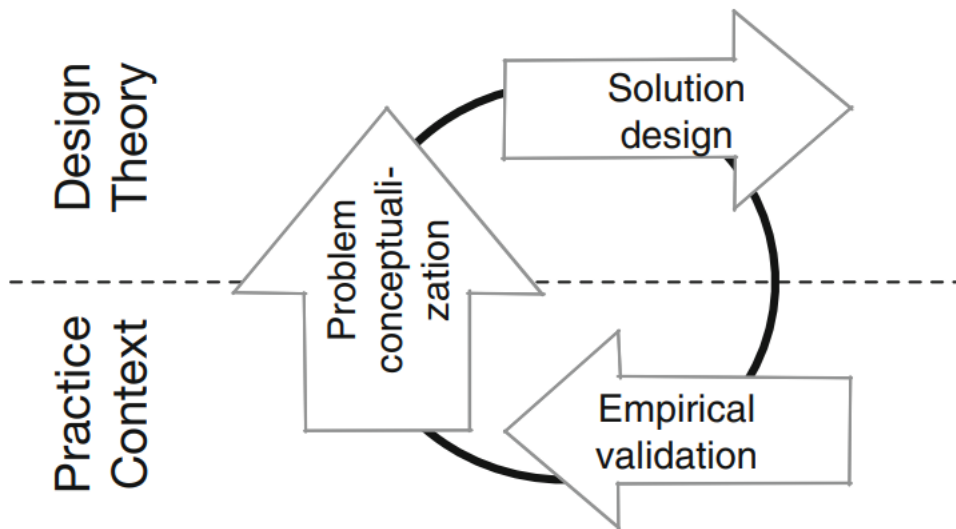 Design
Theory
Solution
design
Problem
conceptuali-
zation
Practice
Context
Empirical
validation